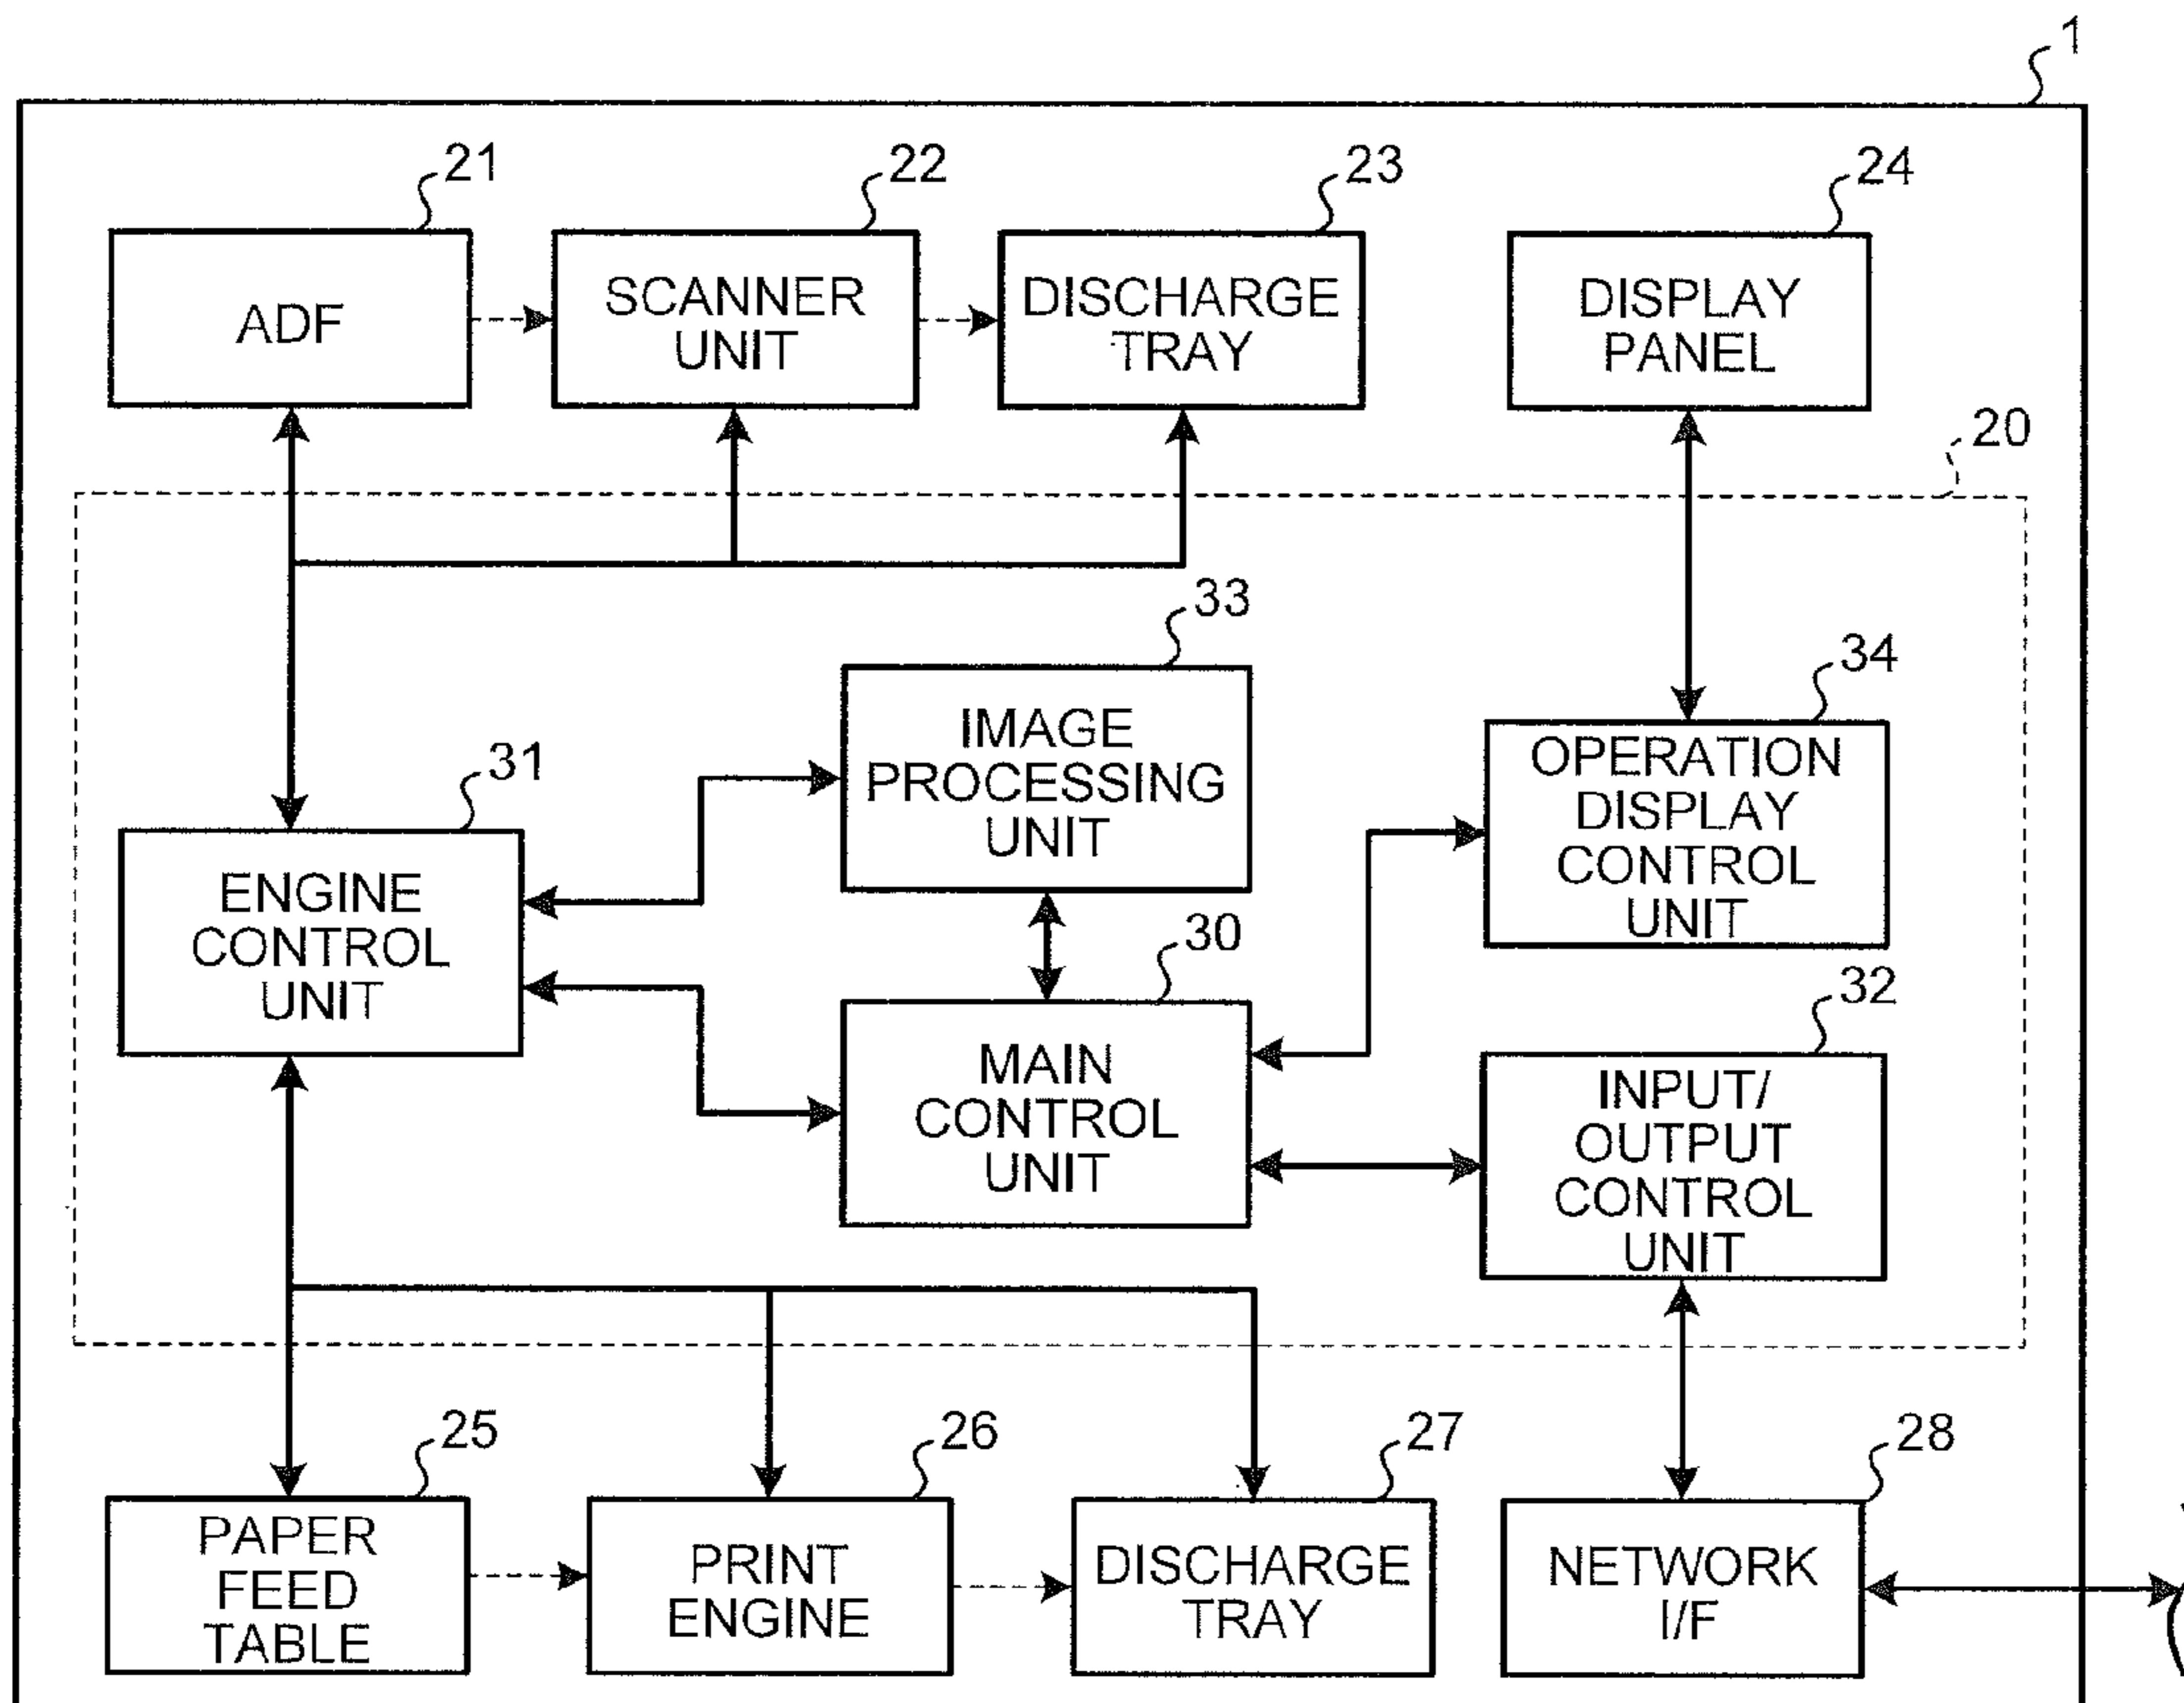 1
21
22
23
24
ADF
SCANNER
UNIT
DISCHARGE
TRAY
DISPLAY
PANEL
20
33
34
31
IMAGE
PROCESSING
UNIT
OPERATION
DISPLAY
CONTROL
UNIT
ENGINE
CONTROL
UNIT
30
32
MAIN
CONTROL
UNIT
INPUT/
OUTPUT
CONTROL
UNIT
25
26
27
28
PAPER
FEED
TABLE
PRINT
ENGINE
DISCHARGE
TRAY
NETWORK
I/F